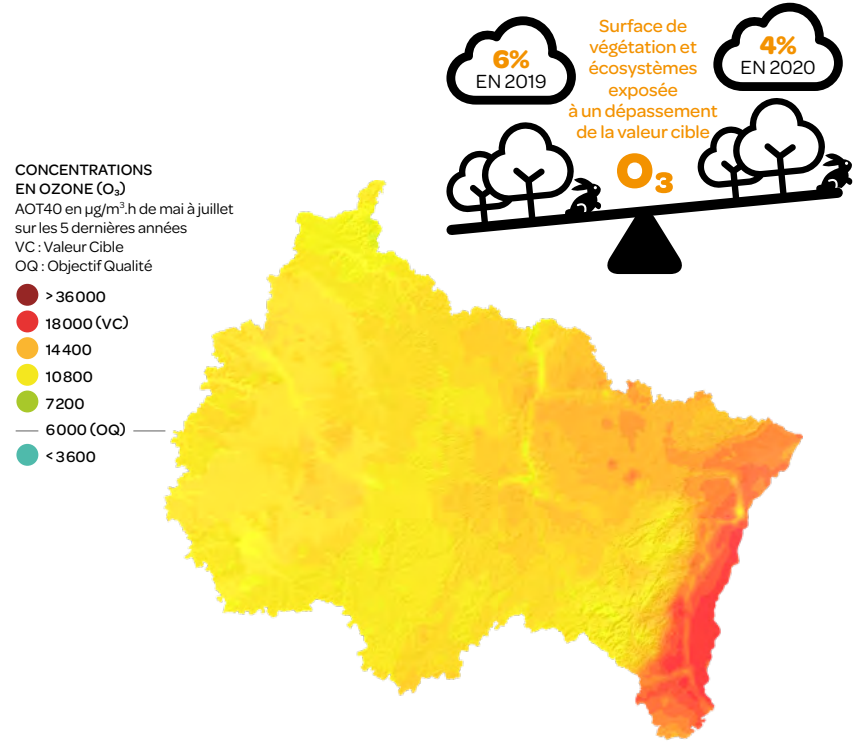 6%
EN 2019
Surface de
végétation et
écosystèmes
exposée
à un dépassement
de la valeur cible
4%
EN 2020
O₃
CONCENTRATIONS
EN OZONE (O₃)
AOT40 en µg/m³.h de mai à juillet
sur les 5 dernières années
VC : Valeur Cible
OQ : Objectif Qualité
> 36000
18000 (VC)
14400
10800
7200
6000 (OQ)
< 3600